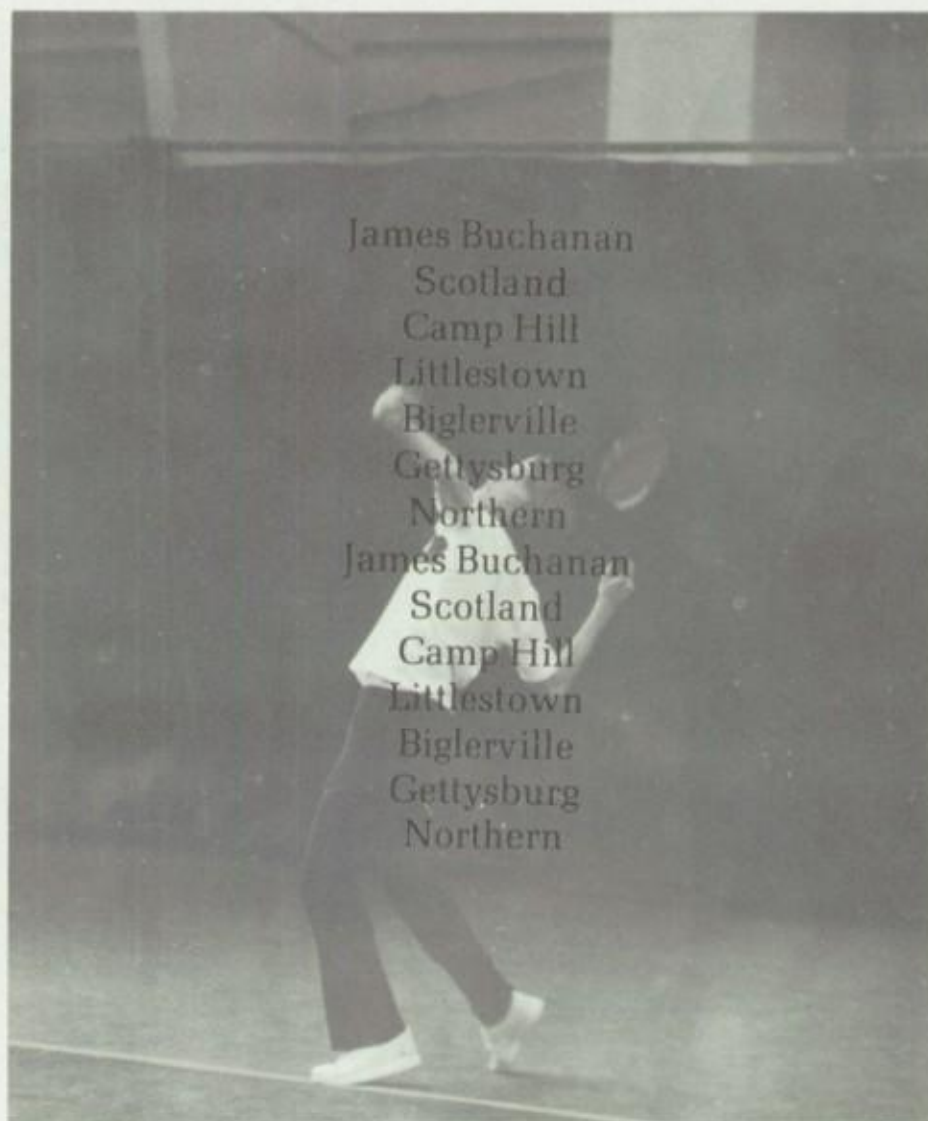 James Buchanan
Scotland
Camp Hill
Littlestown
Biglerville
Gettysburg
Northern
James Buchanan
Scotland
Camp Hill
Littlestown
Biglerville
Gettysburg
Northern